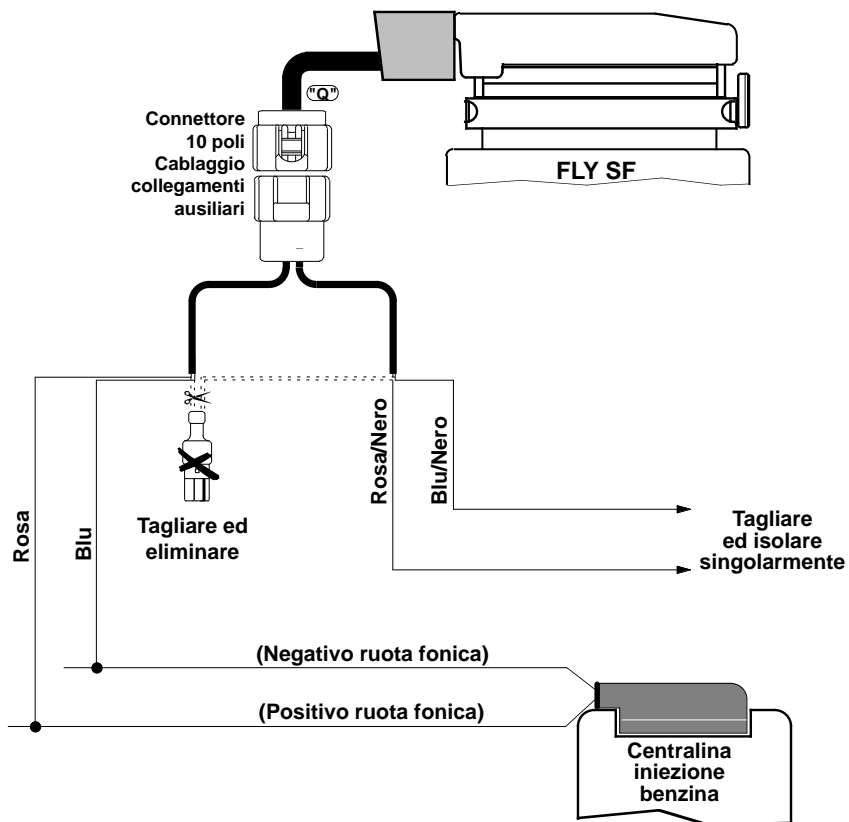 "Q"
Connettore
10 poli
Cablaggio
collegamenti
ausiliari
FLY SF
Rosa
Blu
Tagliare ed
eliminare
Rosa/Nero
Blu/Nero
Tagliare
ed isolare
singolarmente
(Negativo ruota fonica)
(Positivo ruota fonica)
Centralina
iniezione
benzina